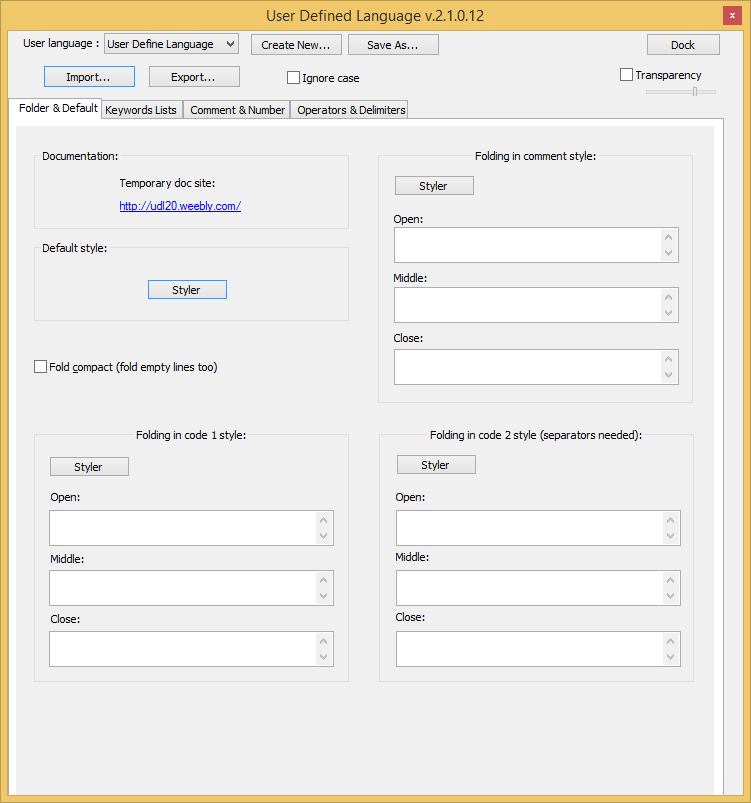 User Defined Language v.2.1.0.12
x
User language : User Define Language Create New... Save As... Dock
Import... Export... Ignore case Transparency
Folder & Default Keywords Lists Comment & Number Operators & Delimiters
Documentation:
Temporary doc site:
http://udl20.weebly.com/
Default style:
Styler
Fold compact (fold empty lines too)
Folding in comment style:
Styler
Open:
Middle:
Close:
Folding in code 1 style:
Styler
Open:
Middle:
Close:
Folding in code 2 style (separators needed):
Styler
Open:
Middle:
Close: